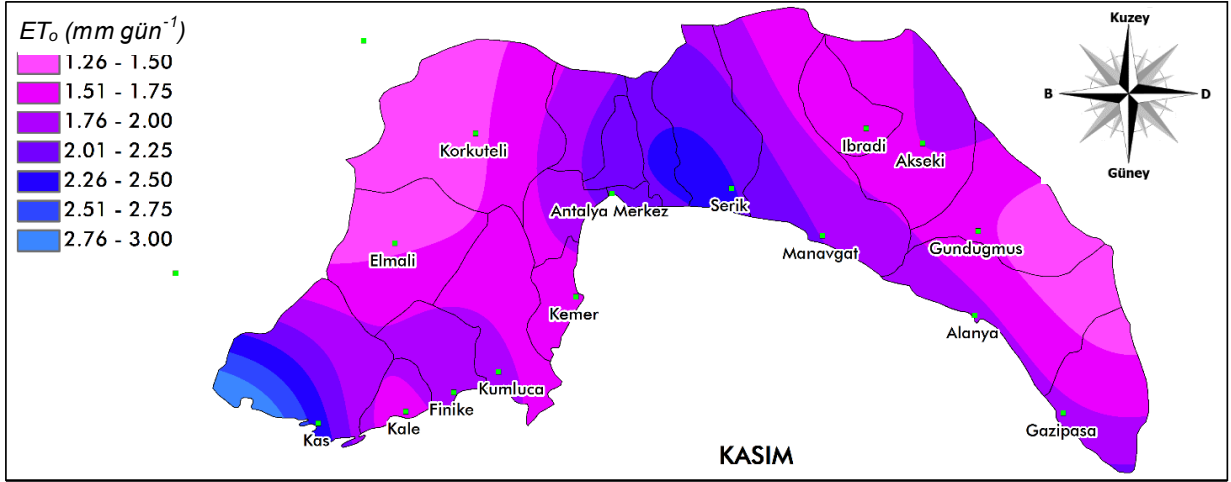 ETₒ (mm gün⁻¹)
1.26 - 1.50
1.51 - 1.75
1.76 - 2.00
2.01 - 2.25
2.26 - 2.50
2.51 - 2.75
2.76 - 3.00
Kuzey
B
D
Güney
Korkuteli
Ibradi
Akseki
Antalya Merkez
Serik
Elmali
Manavgat
Gundugmus
Kemer
Alanya
Kumluca
Finike
Kale
Kas
Gazipasa
KASIM